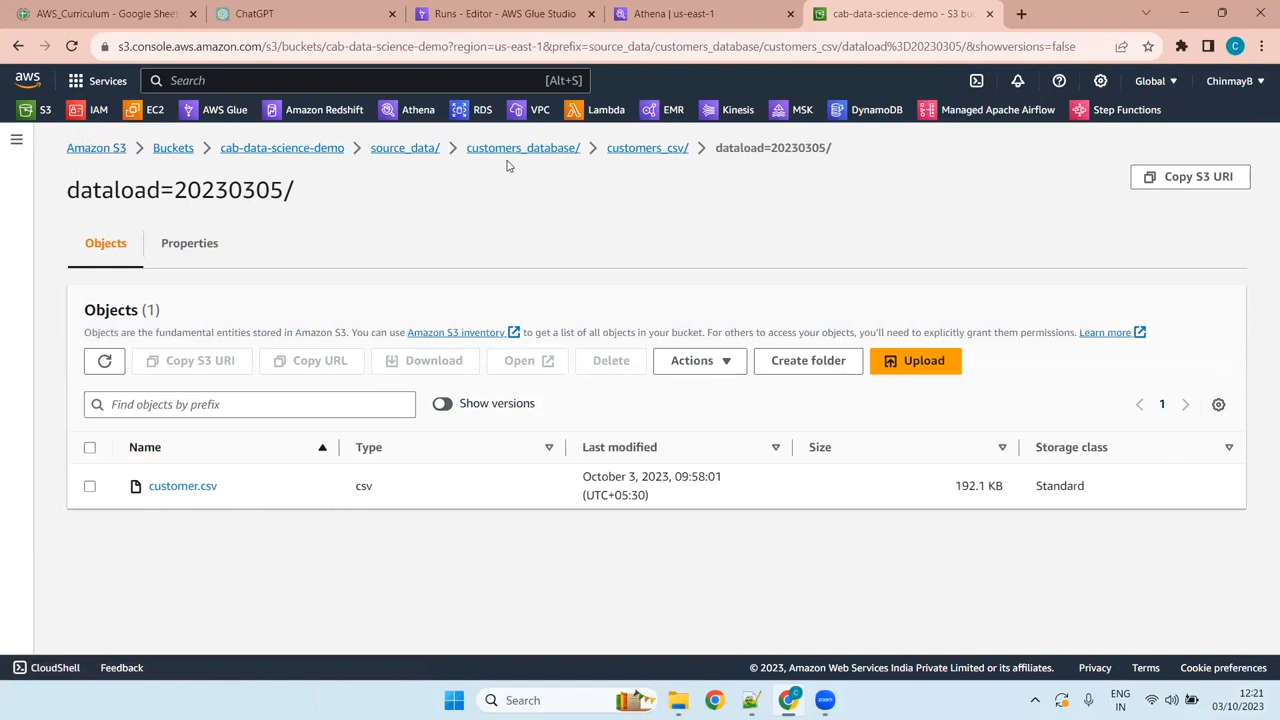 AWS_Curriculum - Google Sheet
ChatGPT
Runs - Editor - AWS Glue Studio
Athena | us-east-1
cab-data-science-demo - S3 bu
s3.console.aws.amazon.com/s3/buckets/cab-data-science-demo?region=us-east-1&prefix=source_data/customers_database/customers_csv/dataload%3D20230305/&showversions=false
C
aws
Services
Search
[Alt+S]
Global
ChinmayB
S3
IAM
EC2
AWS Glue
Amazon Redshift
Athena
RDS
VPC
Lambda
EMR
Kinesis
MSK
DynamoDB
Managed Apache Airflow
Step Functions
Amazon S3
Buckets
cab-data-science-demo
source_data/
customers_database/
customers_csv/
dataload=20230305/
dataload=20230305/
Copy S3 URI
Objects
Properties
Objects (1)
Objects are the fundamental entities stored in Amazon S3. You can use Amazon S3 inventory to get a list of all objects in your bucket. For others to access your objects, you'll need to explicitly grant them permissions. Learn more
Copy S3 URI
Copy URL
Download
Open
Delete
Actions
Create folder
Upload
Find objects by prefix
Show versions
1
Name
Type
Last modified
Size
Storage class
customer.csv
csv
October 3, 2023, 09:58:01
(UTC+05:30)
192.1 KB
Standard
CloudShell
Feedback
© 2023, Amazon Web Services India Private Limited or its affiliates.
Privacy
Terms
Cookie preferences
Search
C
zoom
ENG
IN
12:21
03/10/2023